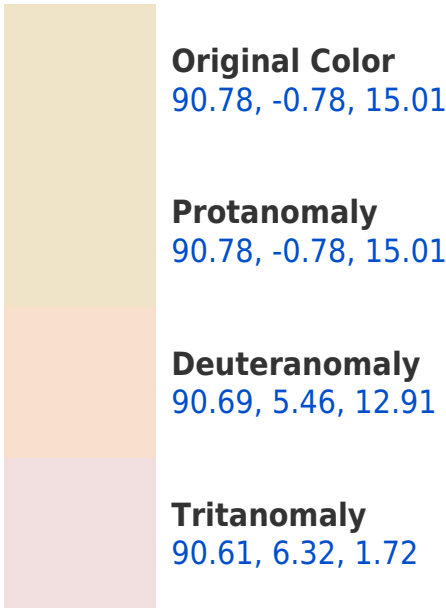 Original Color
90.78, -0.78, 15.01
Protanomaly
90.78, -0.78, 15.01
Deuteranomaly
90.69, 5.46, 12.91
Tritanomaly
90.61, 6.32, 1.72